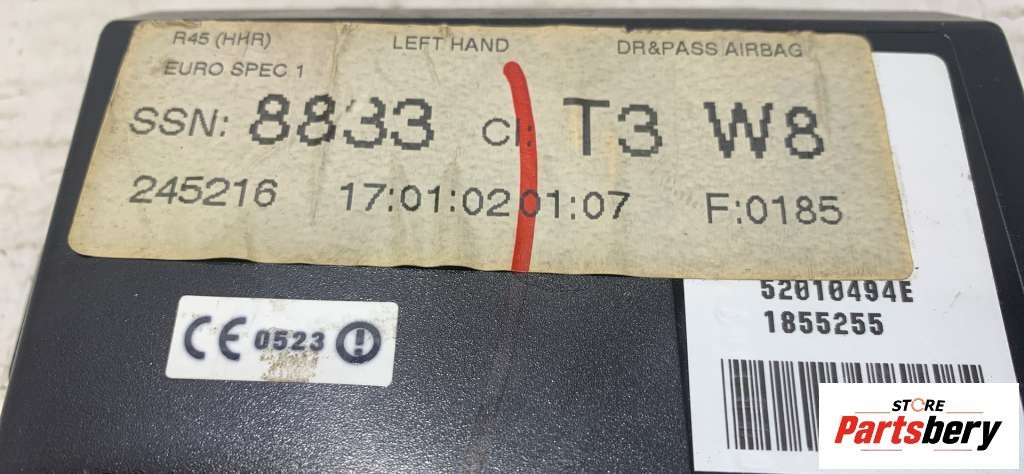 R45 (HHR) LEFT HAND DR&PASS AIRBAG
EURO SPEC 1
SSN: 8833 CI: T3 W8
245216 17:01:02 01:07 F:0185
52010494E
1855255
CE 0523
STORE
Partsbery